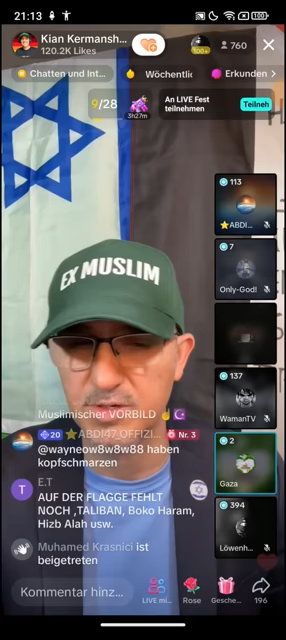 21:13
100
Kian Kermansh...
120.2K Likes
100+
760
Chatten und Int...
Wöchentlic
Erkunden
9/28
3h27m
An LIVE Fest
teilnehmen
Teilneh
113
⭐ABDI...
7
Only-God!
EX MUSLIM
137
WamanTV
2
Gaza
394
Löwenh...
Muslimischer VORBILD ☝️☪️
20 ⭐ABDI47_OFFIZI... Nr. 3
@wayneow8w8w88 haben
kopfschmarzen
T
E.T
AUF DER FLAGGE FEHLT
NOCH ,TALIBAN, Boko Haram,
Hizb Alah usw.
Muhamed Krasnici ist
beigetreten
Kommentar hinz...
LIVE mi...
Rose
Gesche...
196